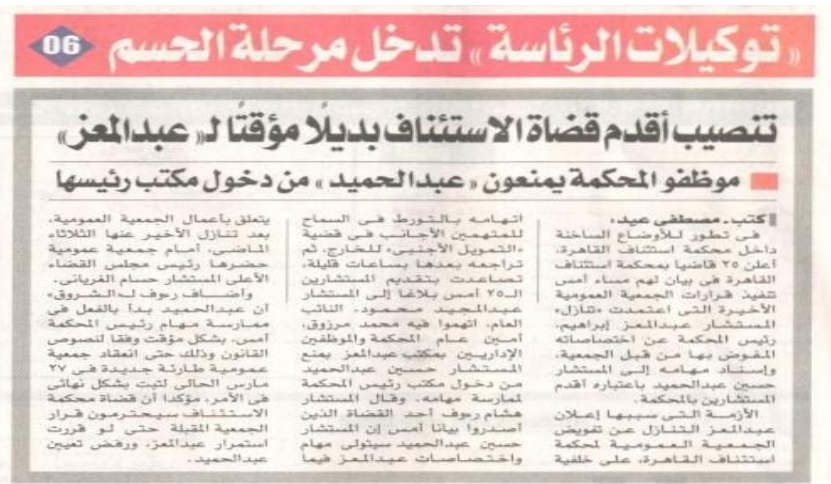 «توكيلات الرئاسة» تدخل مرحلة الحسم 06
تنصيب أقدم قضاة الاستئناف بديلًا مؤقتًا لـ«عبدالمعز»
موظفو المحكمة يمنعون «عبدالحميد» من دخول مكتب رئيسها
كتب ـ مصطفى عيد:
فى تطور للأوضاع الساخنة
داخل محكمة استئناف القاهرة،
أعلن ٢٥ قاضيا بمحكمة استئناف
القاهرة فى بيان لهم مساء أمس
تنفيذ قرارات الجمعية العمومية
الأخيرة التى اعتمدت «تنازل»
المستشار عبدالمعز إبراهيم،
رئيس المحكمة عن اختصاصاته
المفوض بها من قبل الجمعية،
وإسناد مهامه إلى المستشار
حسين عبدالحميد باعتباره أقدم
المستشارين بالمحكمة.
الأزمة التى سببها إعلان
عبدالمعز التنازل عن تفويض
الجمعية العمومية لمحكمة
استئناف القاهرة، على خلفية
اتهامه بالتورط فى السماح
للمتهمين الأجانب فى قضية
«التمويل الأجنبى» للخارج، ثم
تراجعه بعدها بساعات قليلة،
تصاعدت بتقديم المستشارين
الـ٢٥ أمس بلاغا إلى المستشار
عبدالمجيد محمود، النائب
العام، اتهموا فيه محمد مرزوق،
أمين عام المحكمة والموظفين
الإداريين بمكتب عبدالمعز بمنع
المستشار حسين عبدالحميد
من دخول مكتب رئيس المحكمة
لممارسة مهامه. وقال المستشار
هشام رءوف أحد القضاة الذين
أصدروا بيانا أمس إن المستشار
حسين عبدالحميد سيتولى مهام
واختصاصات عبدالمعز فيما
يتعلق بأعمال الجمعية العمومية،
بعد تنازل الأخير عنها الثلاثاء
الماضى، أمام جمعية عمومية
حضرها رئيس مجلس القضاء
الأعلى المستشار حسام الغريانى.
وأضاف رءوف لـ«الشروق»
أن عبدالحميد بدأ بالفعل فى
ممارسة مهام رئيس المحكمة
أمس، بشكل مؤقت وفقا لنصوص
القانون وذلك حتى انعقاد جمعية
عمومية طارئة جديدة فى ٢٧
مارس الحالى لتبت بشكل نهائى
فى الأمر، مؤكدا أن قضاة محكمة
الاستئناف سيحترمون قرار
الجمعية المقبلة حتى لو قررت
استمرار عبدالمعز، ورفض تعيين
عبدالحميد.